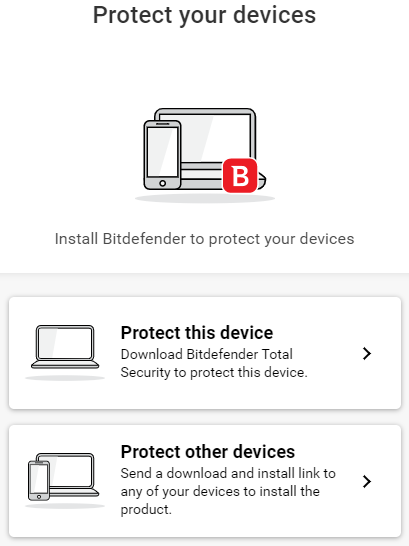 Protect your devices
B
Install Bitdefender to protect your devices
Protect this device
Download Bitdefender Total
Security to protect this device.
Protect other devices
Send a download and install link to
any of your devices to install the
product.